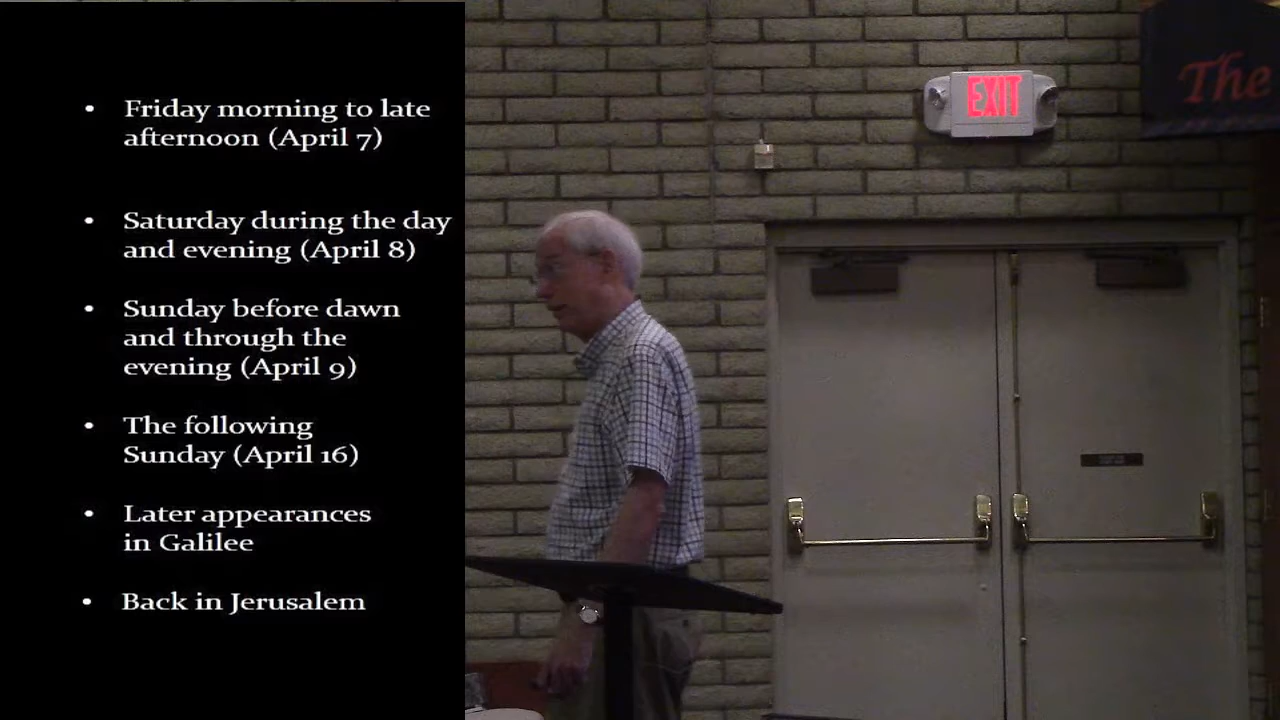 • Friday morning to late
afternoon (April 7)
• Saturday during the day
and evening (April 8)
• Sunday before dawn
and through the
evening (April 9)
• The following
Sunday (April 16)
• Later appearances
in Galilee
• Back in Jerusalem
EXIT
The